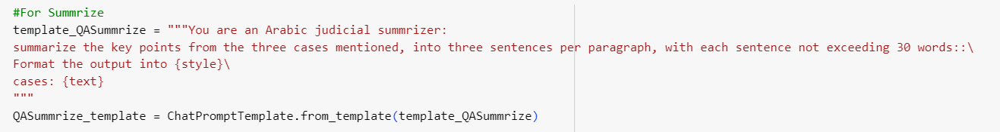 #For Summrize
template_QASummrize = """You are an Arabic judicial summrizer:
summarize the key points from the three cases mentioned, into three sentences per paragraph, with each sentence not exceeding 30 words::\
Format the output into {style}\
cases: {text}
"""
QASummrize_template = ChatPromptTemplate.from_template(template_QASummrize)